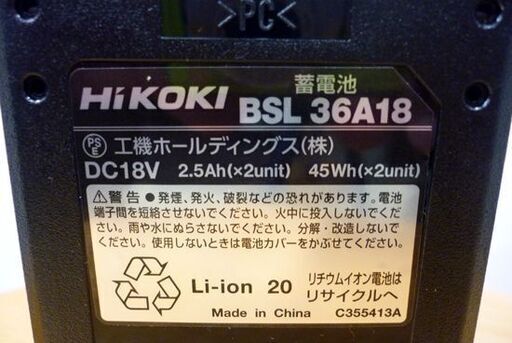 >PC<
蓄電池
HiKOKI BSL 36A18
PS E 工機ホールディングス(株)
DC18V 2.5Ah(×2unit) 45Wh(×2unit)
⚠警告 ●発煙、発火、破裂などの恐れがあります。電池
端子間を短絡させないでください。火中に投入しないでくだ
さい。雨や水にぬらさないでください。分解・改造しないで
ください。使用しないときは電池カバーをかぶせてください。
Li-ion 20 リチウムイオン電池は
リサイクルへ
Made in China C355413A